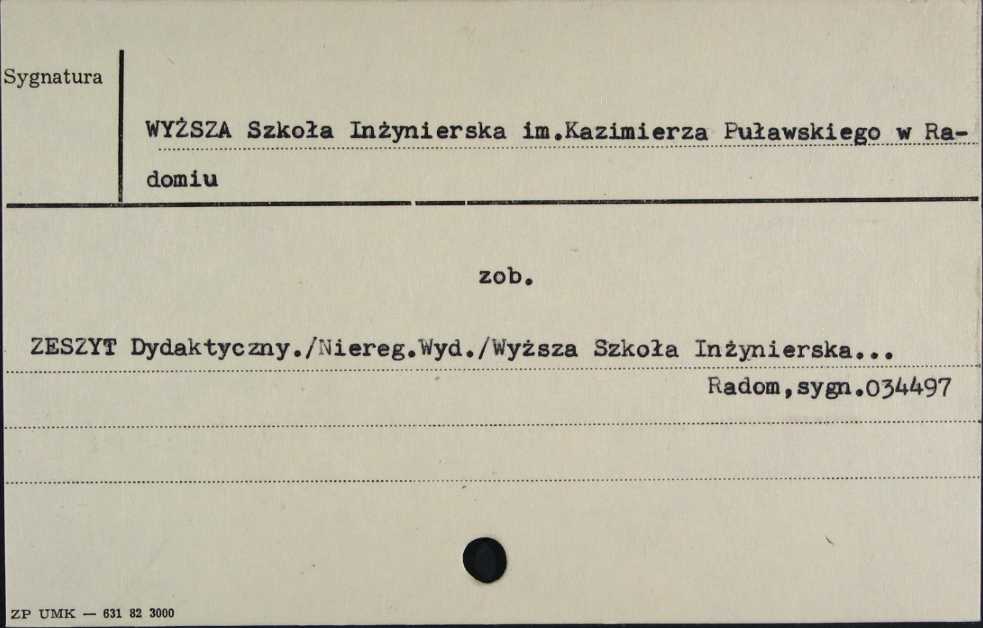 Sygnatura
WYŻSZA Szkoła Inżynierska im.Kazimierza Puławskiego w Ra-
domiu
zob.
ZESZYT Dydaktyczny./Niereg.Wyd./Wyższa Szkoła Inżynierska...
Radom,sygn.034497
ZP UMK — 631 82 3000